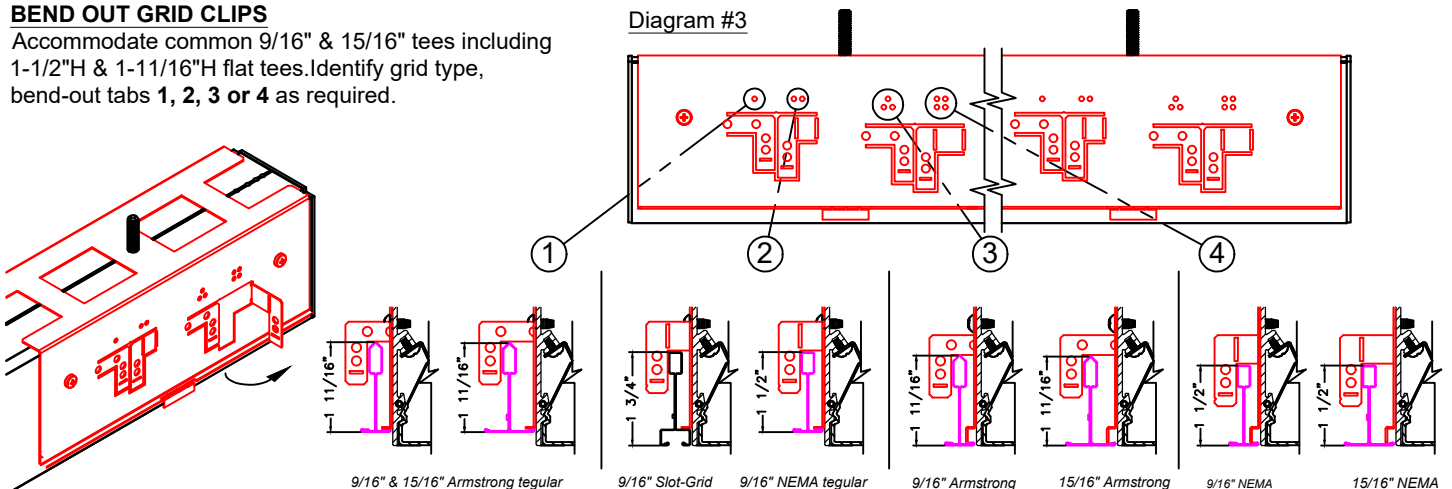 BEND OUT GRID CLIPS
Accommodate common 9/16" & 15/16" tees including
1-1/2"H & 1-11/16"H flat tees.Identify grid type,
bend-out tabs 1, 2, 3 or 4 as required.
Diagram #3
1 2 3 4
1 11/16" 1 11/16" 1 3/4" 1 1/2" 1 11/16" 1 11/16" 1 1/2" 1 1/2"
9/16" & 15/16" Armstrong tegular 9/16" Slot-Grid 9/16" NEMA tegular 9/16" Armstrong 15/16" Armstrong 9/16" NEMA 15/16" NEMA